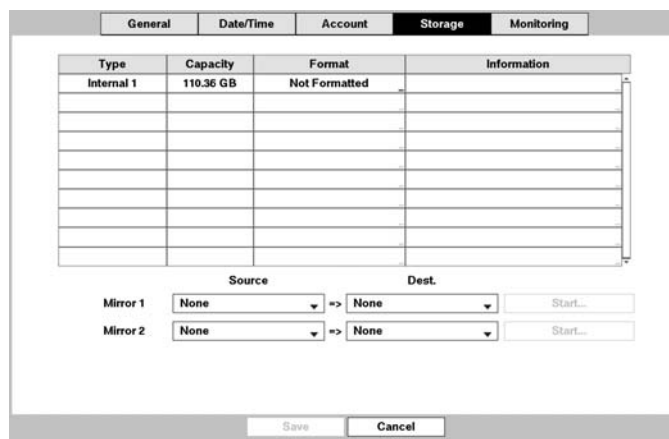 General Date/Time Account Storage Monitoring
Type Capacity Format Information
Internal 1 110.36 GB Not Formatted ...
Source Dest.
Mirror 1 None => None Start...
Mirror 2 None => None Start...
Save Cancel